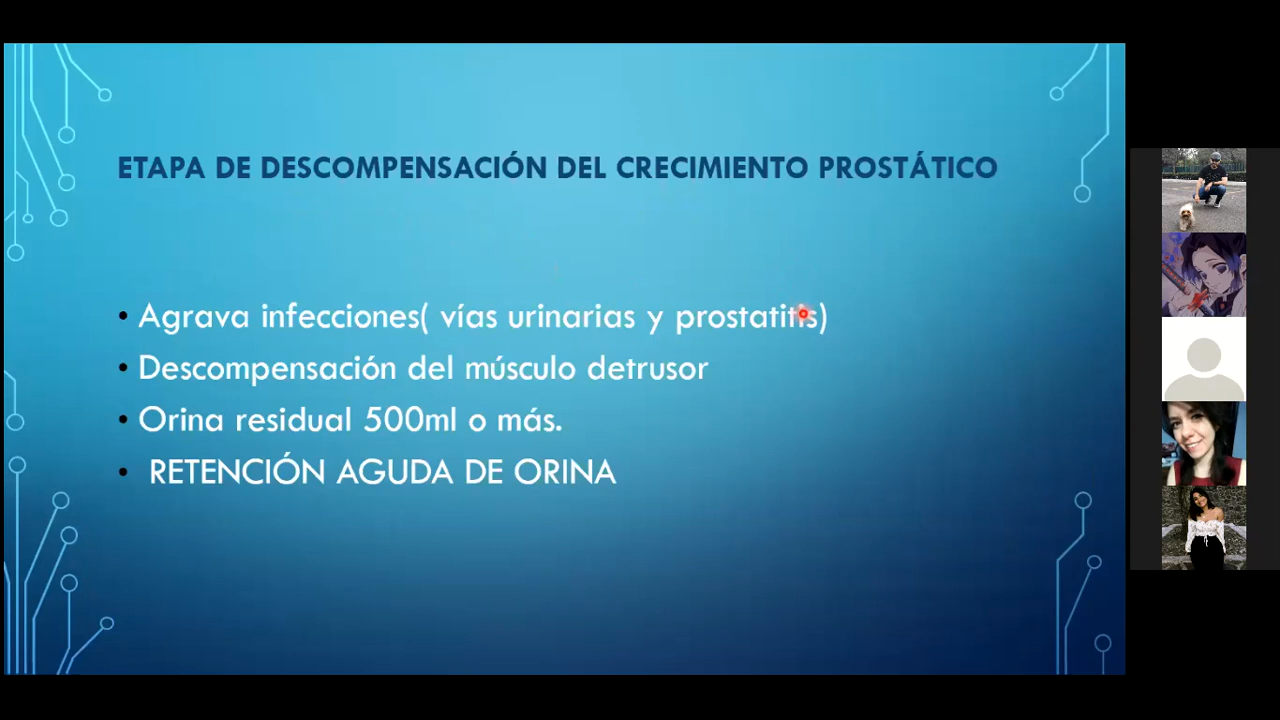 ETAPA DE DESCOMPENSACIÓN DEL CRECIMIENTO PROSTÁTICO
• Agrava infecciones( vías urinarias y prostatitis)
• Descompensación del músculo detrusor
• Orina residual 500ml o más.
• RETENCIÓN AGUDA DE ORINA